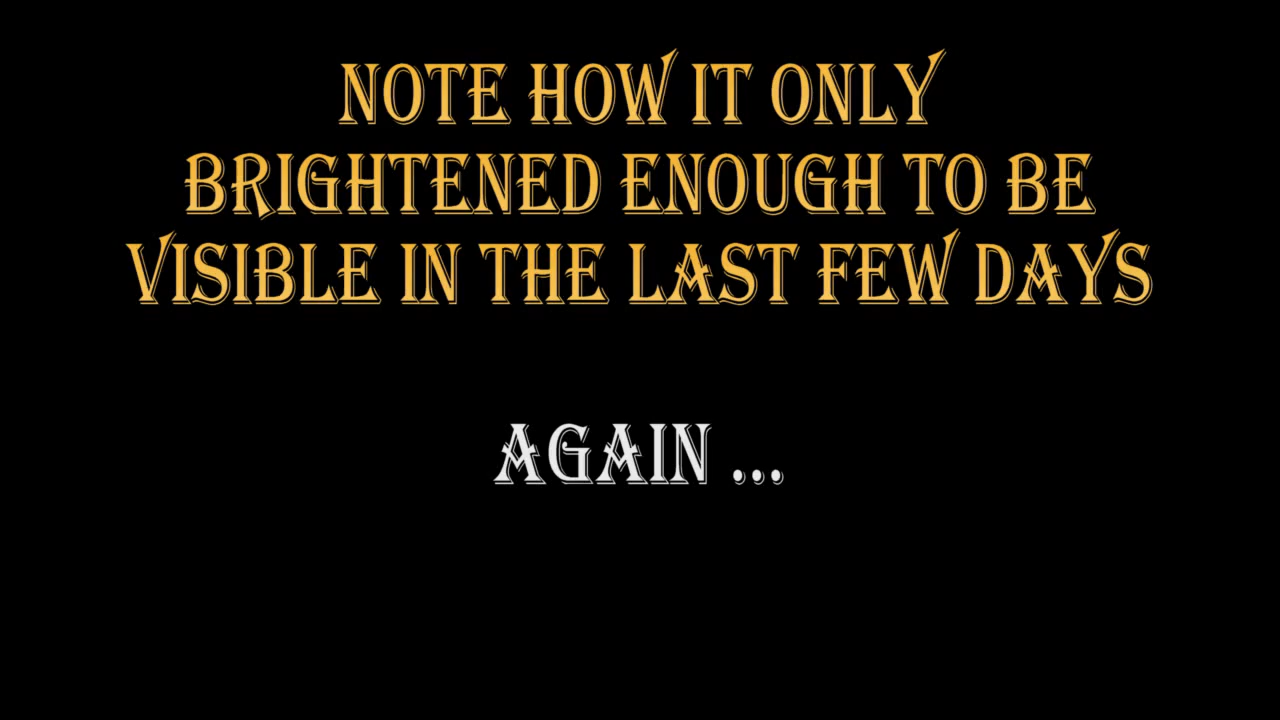 NOTE HOW IT ONLY
BRIGHTENED ENOUGH TO BE
VISIBLE IN THE LAST FEW DAYS
AGAIN ...